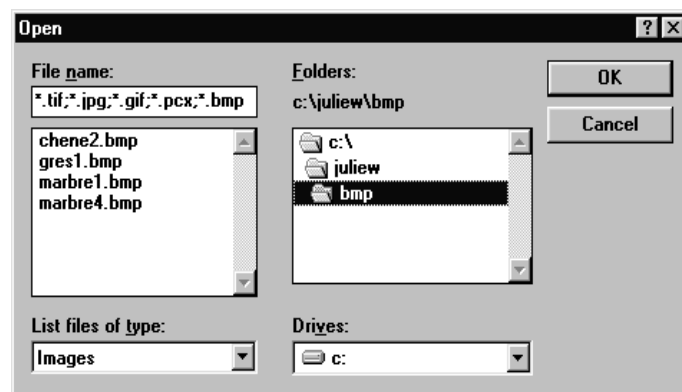 Open
File name:
*.tif;*.jpg;*.gif;*.pcx;*.bmp
chene2.bmp
gres1.bmp
marbre1.bmp
marbre4.bmp
List files of type:
Images
Folders:
c:\juliew\bmp
c:\
juliew
bmp
Drives:
c:
OK
Cancel